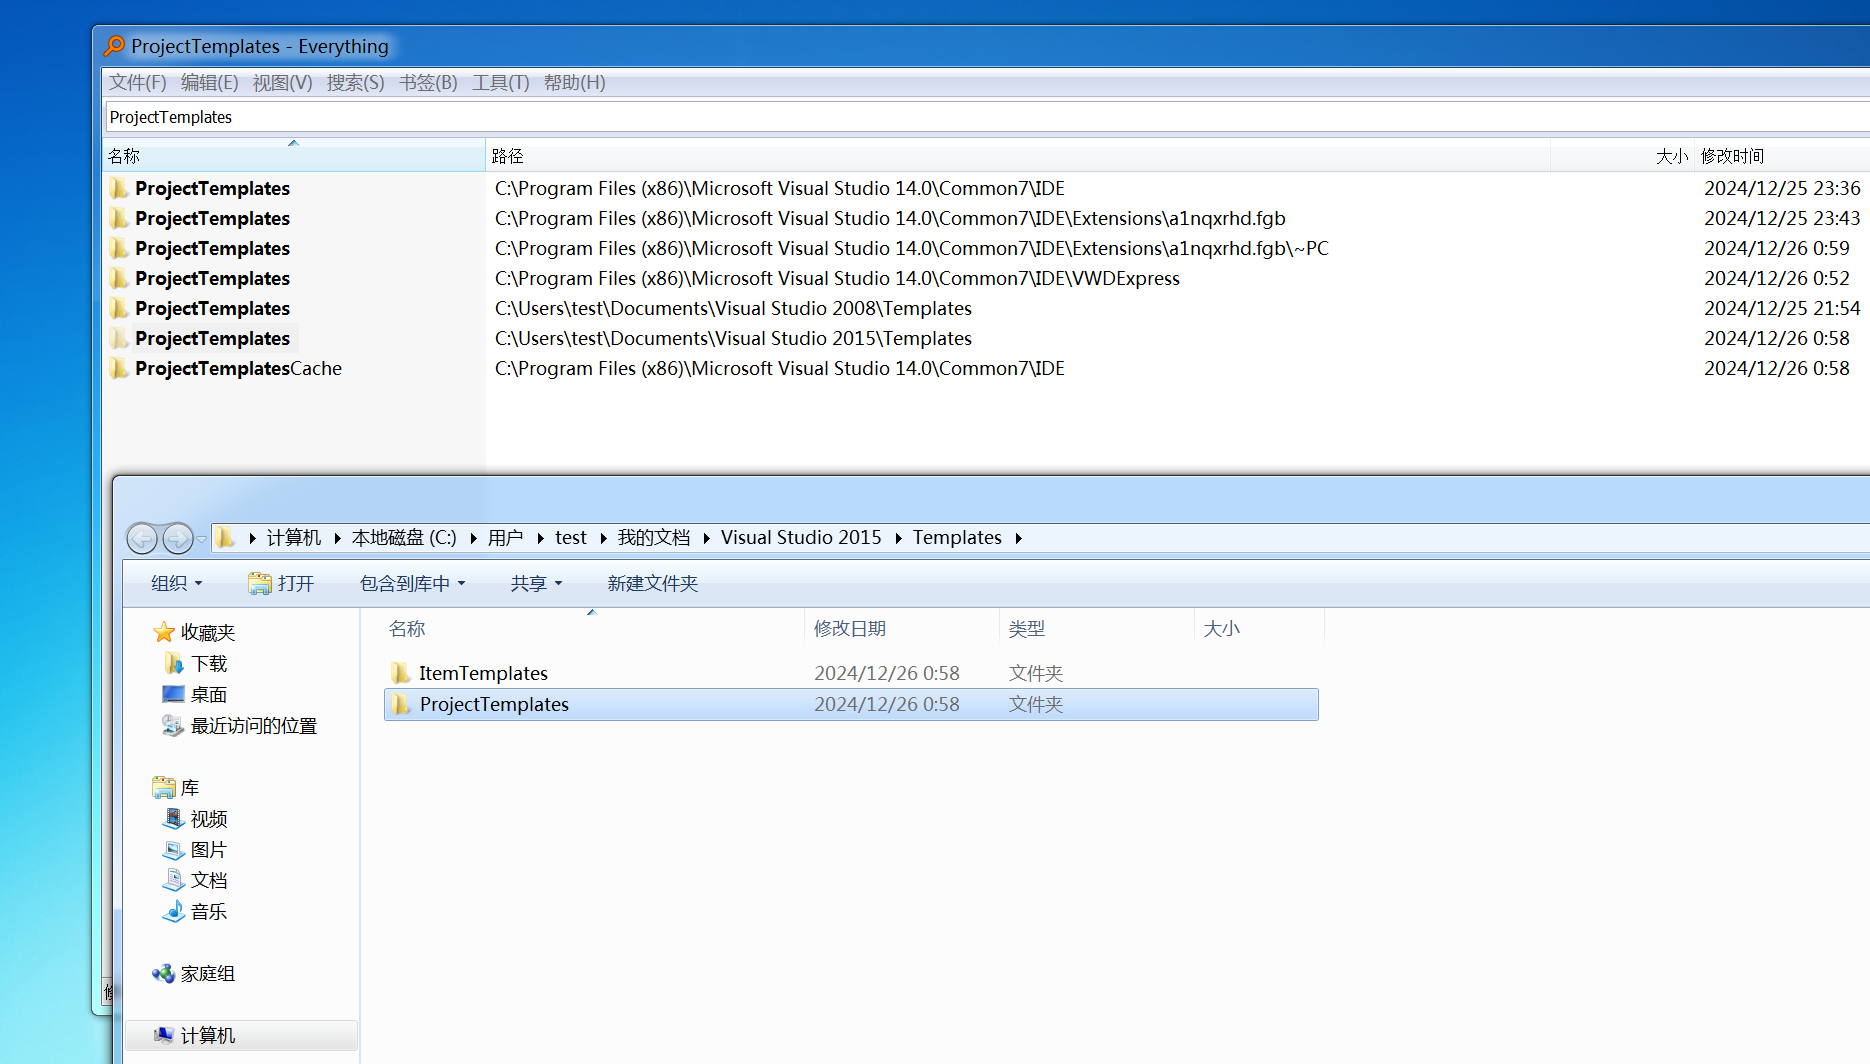 ProjectTemplates - Everything
文件(F) 编辑(E) 视图(V) 搜索(S) 书签(B) 工具(T) 帮助(H)
ProjectTemplates
名称 路径 大小 修改时间
ProjectTemplates C:\Program Files (x86)\Microsoft Visual Studio 14.0\Common7\IDE 2024/12/25 23:36
ProjectTemplates C:\Program Files (x86)\Microsoft Visual Studio 14.0\Common7\IDE\Extensions\a1nqxrhd.fgb 2024/12/25 23:43
ProjectTemplates C:\Program Files (x86)\Microsoft Visual Studio 14.0\Common7\IDE\Extensions\a1nqxrhd.fgb\~PC 2024/12/26 0:59
ProjectTemplates C:\Program Files (x86)\Microsoft Visual Studio 14.0\Common7\IDE\VWDExpress 2024/12/26 0:52
ProjectTemplates C:\Users\test\Documents\Visual Studio 2008\Templates 2024/12/25 21:54
ProjectTemplates C:\Users\test\Documents\Visual Studio 2015\Templates 2024/12/26 0:58
ProjectTemplatesCache C:\Program Files (x86)\Microsoft Visual Studio 14.0\Common7\IDE 2024/12/26 0:58
计算机 本地磁盘 (C:) 用户 test 我的文档 Visual Studio 2015 Templates
组织 打开 包含到库中 共享 新建文件夹
名称 修改日期 类型 大小
ItemTemplates 2024/12/26 0:58 文件夹
ProjectTemplates 2024/12/26 0:58 文件夹
收藏夹
下载
桌面
最近访问的位置
库
视频
图片
文档
音乐
家庭组
计算机